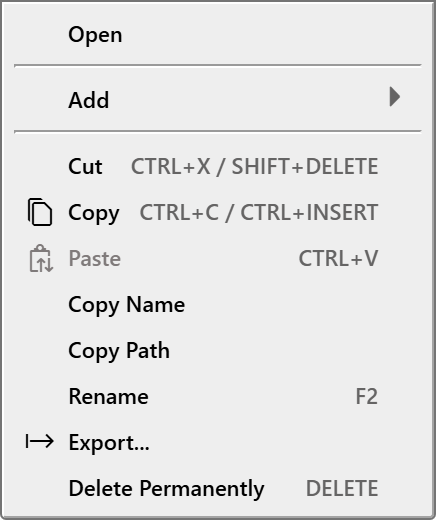 Open
Add
Cut CTRL+X / SHIFT+DELETE
Copy CTRL+C / CTRL+INSERT
Paste CTRL+V
Copy Name
Copy Path
Rename F2
Export...
Delete Permanently DELETE